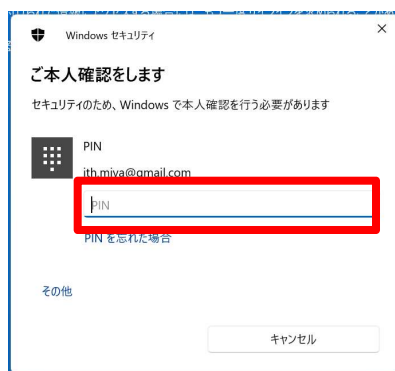 Windows セキュリティ
ご本人確認をします
セキュリティのため、Windows で本人確認を行う必要があります
PIN
ith.miya@gmail.com
PIN
PIN を忘れた場合
その他
キャンセル